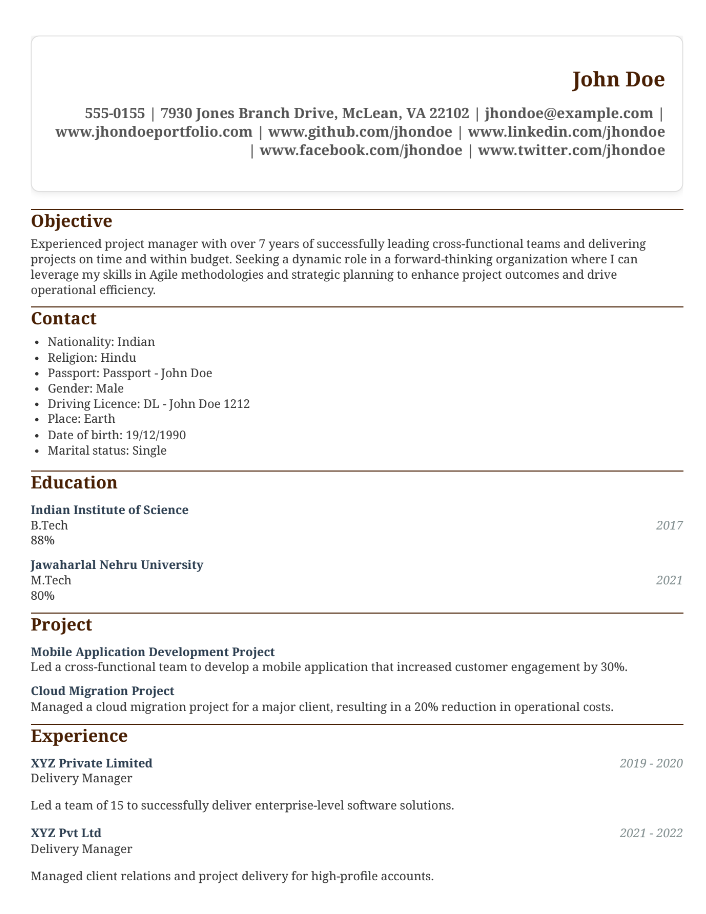 John Doe
555-0155 | 7930 Jones Branch Drive, McLean, VA 22102 | jhondoe@example.com |
www.jhondoeportfolio.com | www.github.com/jhondoe | www.linkedin.com/jhondoe
| www.facebook.com/jhondoe | www.twitter.com/jhondoe
Objective
Experienced project manager with over 7 years of successfully leading cross-functional teams and delivering
projects on time and within budget. Seeking a dynamic role in a forward-thinking organization where I can
leverage my skills in Agile methodologies and strategic planning to enhance project outcomes and drive
operational efficiency.
Contact
• Nationality: Indian
• Religion: Hindu
• Passport: Passport - John Doe
• Gender: Male
• Driving Licence: DL - John Doe 1212
• Place: Earth
• Date of birth: 19/12/1990
• Marital status: Single
Education
Indian Institute of Science
B.Tech 2017
88%
Jawaharlal Nehru University
M.Tech 2021
80%
Project
Mobile Application Development Project
Led a cross-functional team to develop a mobile application that increased customer engagement by 30%.
Cloud Migration Project
Managed a cloud migration project for a major client, resulting in a 20% reduction in operational costs.
Experience
XYZ Private Limited 2019 - 2020
Delivery Manager
Led a team of 15 to successfully deliver enterprise-level software solutions.
XYZ Pvt Ltd 2021 - 2022
Delivery Manager
Managed client relations and project delivery for high-profile accounts.